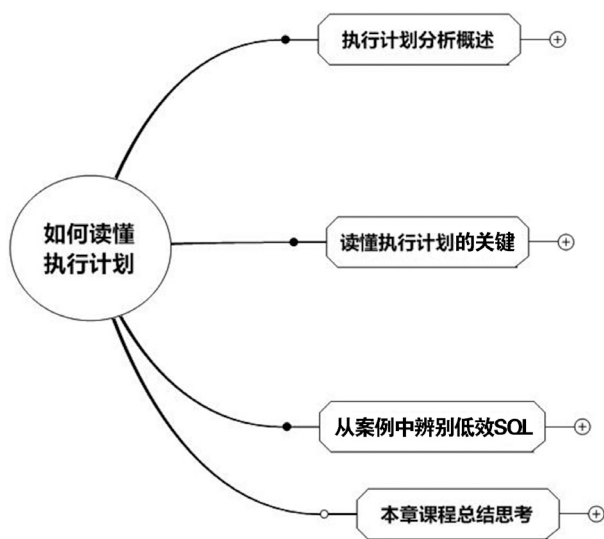 执行计划分析概述
如何读懂
执行计划
读懂执行计划的关键
从案例中辨别低效SQL
本章课程总结思考